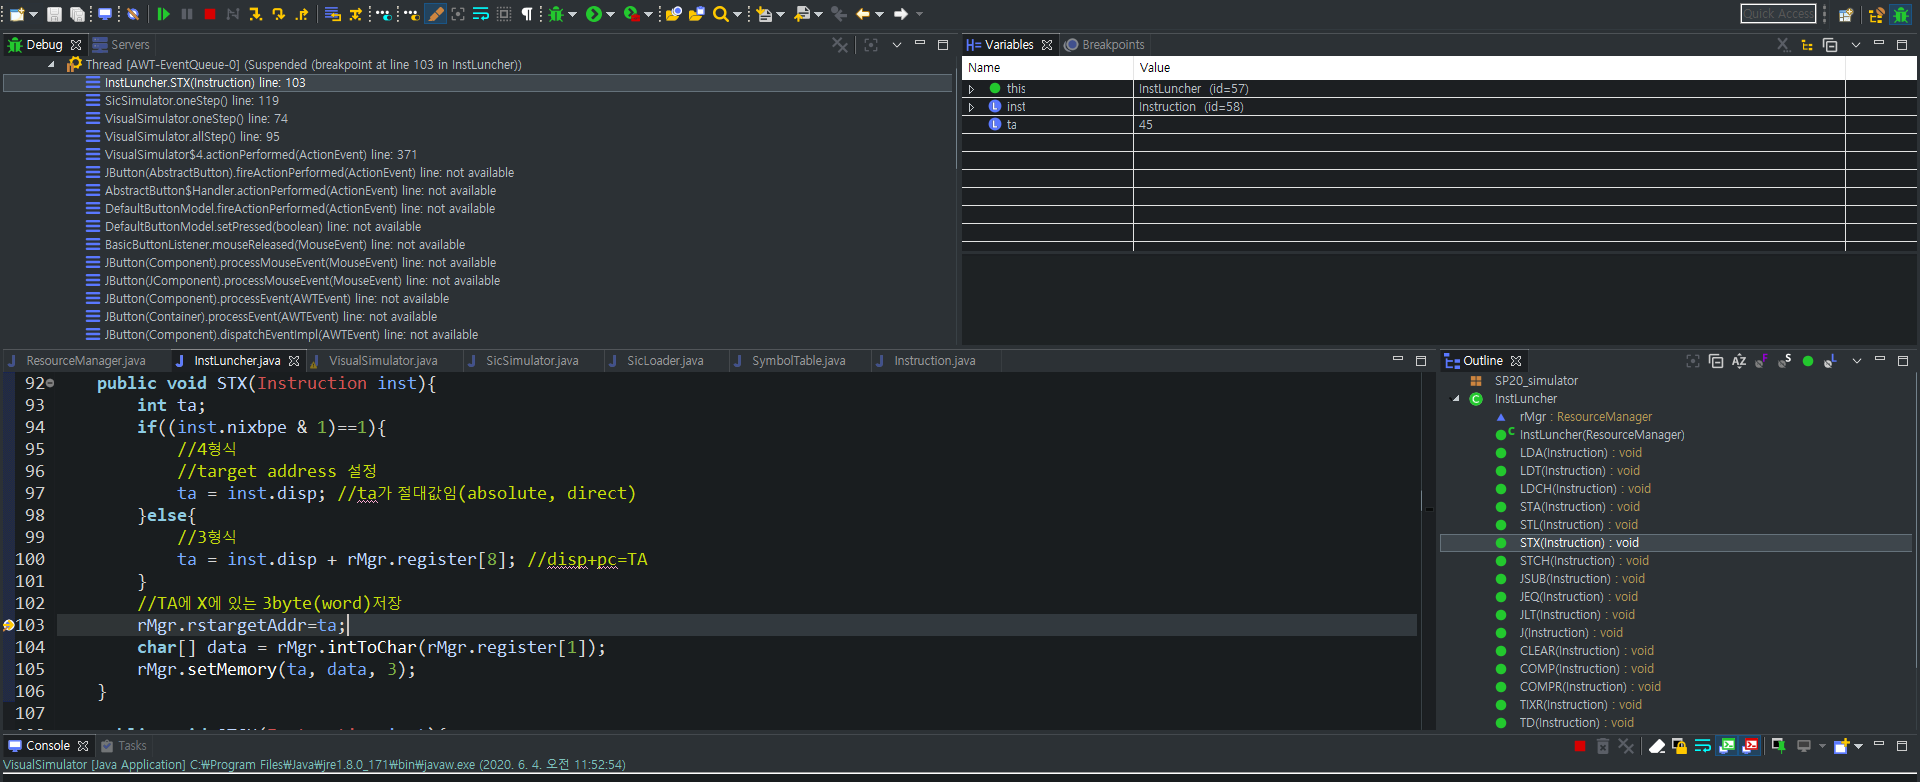 Quick Access
Debug
Servers
Thread [AWT-EventQueue-0] (Suspended (breakpoint at line 103 in InstLuncher))
InstLuncher.STX(Instruction) line: 103
SicSimulator.oneStep() line: 119
VisualSimulator.oneStep() line: 74
VisualSimulator.allStep() line: 95
VisualSimulator$4.actionPerformed(ActionEvent) line: 371
JButton(AbstractButton).fireActionPerformed(ActionEvent) line: not available
AbstractButton$Handler.actionPerformed(ActionEvent) line: not available
DefaultButtonModel.fireActionPerformed(ActionEvent) line: not available
DefaultButtonModel.setPressed(boolean) line: not available
BasicButtonListener.mouseReleased(MouseEvent) line: not available
JButton(Component).processMouseEvent(MouseEvent) line: not available
JButton(JComponent).processMouseEvent(MouseEvent) line: not available
JButton(Component).processEvent(AWTEvent) line: not available
JButton(Container).processEvent(AWTEvent) line: not available
JButton(Component).dispatchEventImpl(AWTEvent) line: not available
Variables
Breakpoints
Name Value
this InstLuncher (id=57)
inst Instruction (id=58)
ta 45
ResourceManager.java
InstLuncher.java
VisualSimulator.java
SicSimulator.java
SicLoader.java
SymbolTable.java
Instruction.java
92 public void STX(Instruction inst){
93 int ta;
94 if((inst.nixbpe & 1)==1){
95 //4형식
96 //target address 설정
97 ta = inst.disp; //ta가 절대값임(absolute, direct)
98 }else{
99 //3형식
100 ta = inst.disp + rMgr.register[8]; //disp+pc=TA
101 }
102 //TA에 X에 있는 3byte(word)저장
103 rMgr.rstargetAddr=ta;
104 char[] data = rMgr.intToChar(rMgr.register[1]);
105 rMgr.setMemory(ta, data, 3);
106 }
107
Outline
SP20_simulator
InstLuncher
rMgr : ResourceManager
InstLuncher(ResourceManager)
LDA(Instruction) : void
LDT(Instruction) : void
LDCH(Instruction) : void
STA(Instruction) : void
STL(Instruction) : void
STX(Instruction) : void
STCH(Instruction) : void
JSUB(Instruction) : void
JEQ(Instruction) : void
JLT(Instruction) : void
J(Instruction) : void
CLEAR(Instruction) : void
COMP(Instruction) : void
COMPR(Instruction) : void
TIXR(Instruction) : void
TD(Instruction) : void
Console
Tasks
VisualSimulator [Java Application] C:₩Program Files₩Java₩jre1.8.0_171₩bin₩javaw.exe (2020. 6. 4. 오전 11:52:54)